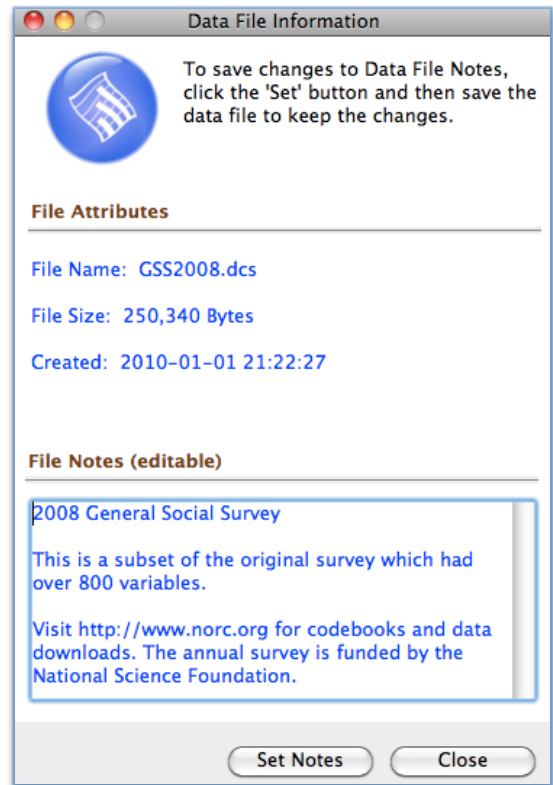 Data File Information
To save changes to Data File Notes,
click the 'Set' button and then save the
data file to keep the changes.
File Attributes
File Name: GSS2008.dcs
File Size: 250,340 Bytes
Created: 2010-01-01 21:22:27
File Notes (editable)
2008 General Social Survey
This is a subset of the original survey which had
over 800 variables.
Visit http://www.norc.org for codebooks and data
downloads. The annual survey is funded by the
National Science Foundation.
Set Notes
Close